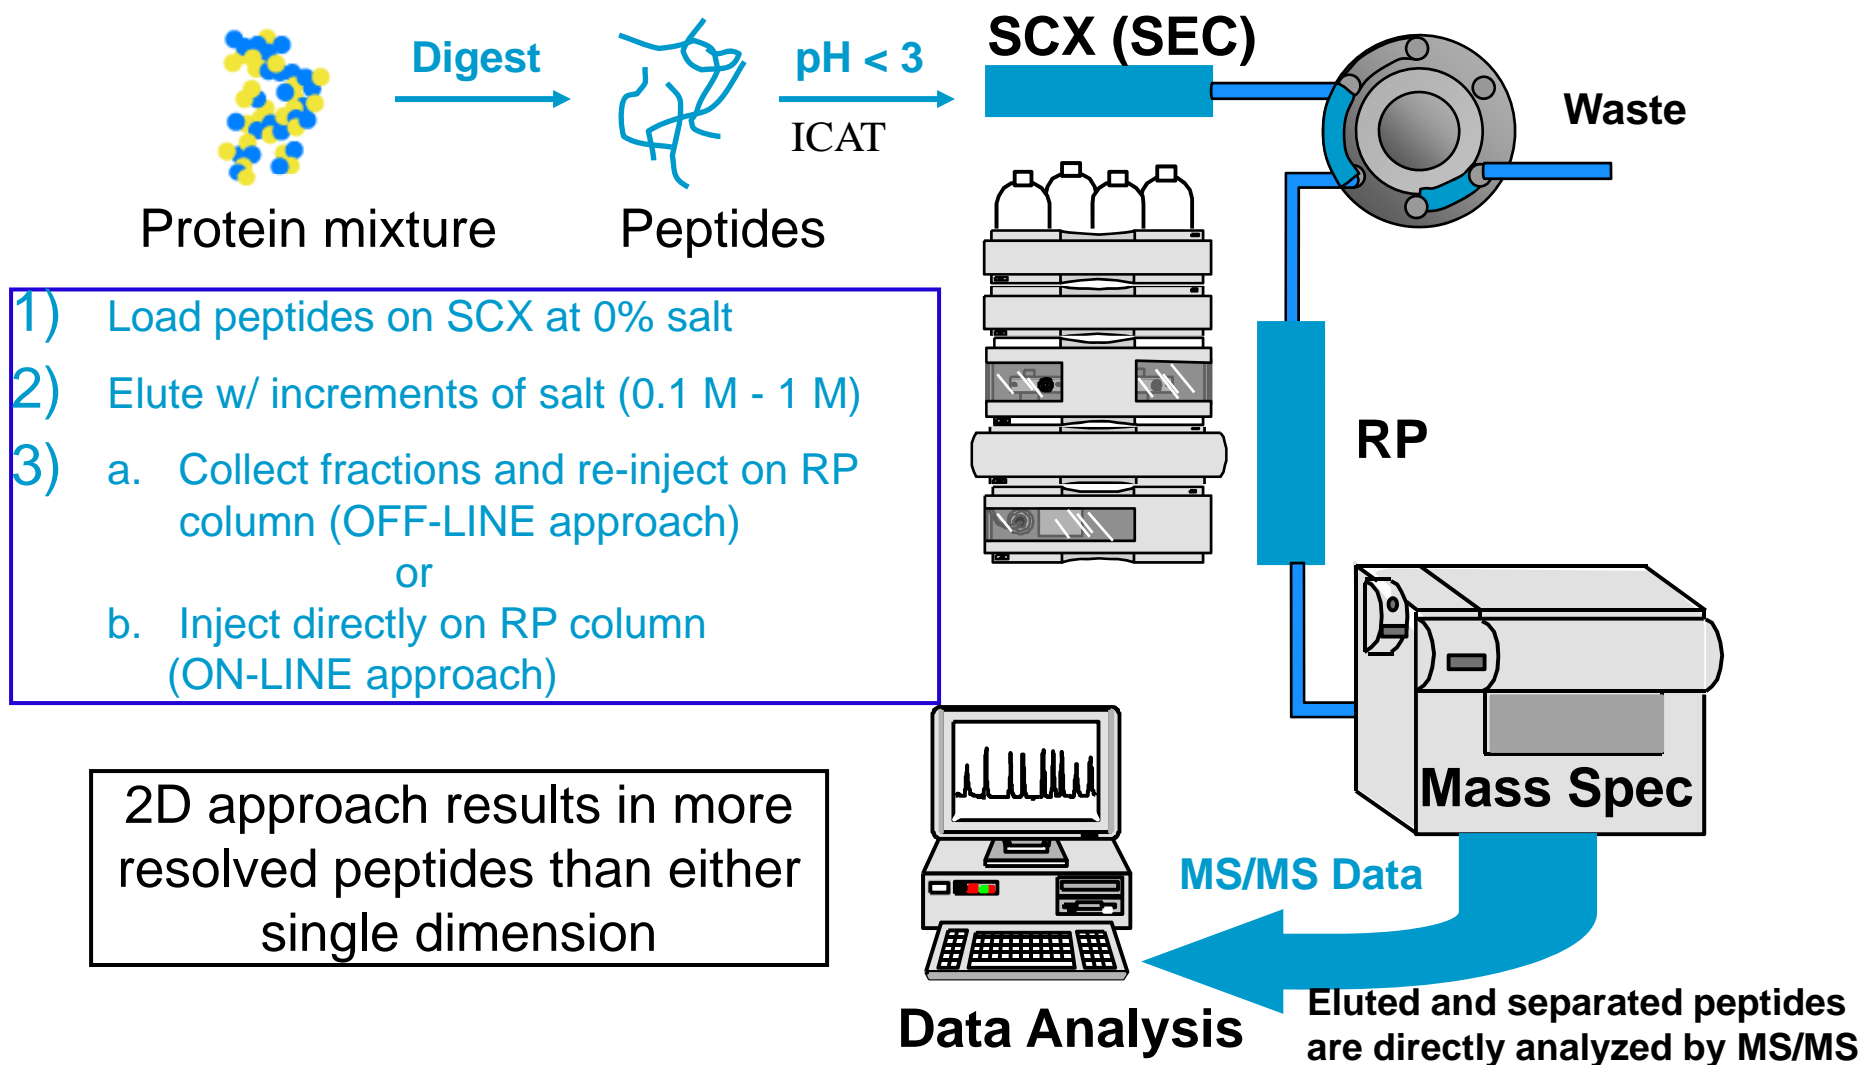 Digest
pH < 3
ICAT
SCX (SEC)
Waste
Protein mixture
Peptides
1) Load peptides on SCX at 0% salt
2) Elute w/ increments of salt (0.1 M - 1 M)
3) a. Collect fractions and re-inject on RP
column (OFF-LINE approach)
or
b. Inject directly on RP column
(ON-LINE approach)
RP
Mass Spec
2D approach results in more
resolved peptides than either
single dimension
MS/MS Data
Data Analysis
Eluted and separated peptides
are directly analyzed by MS/MS